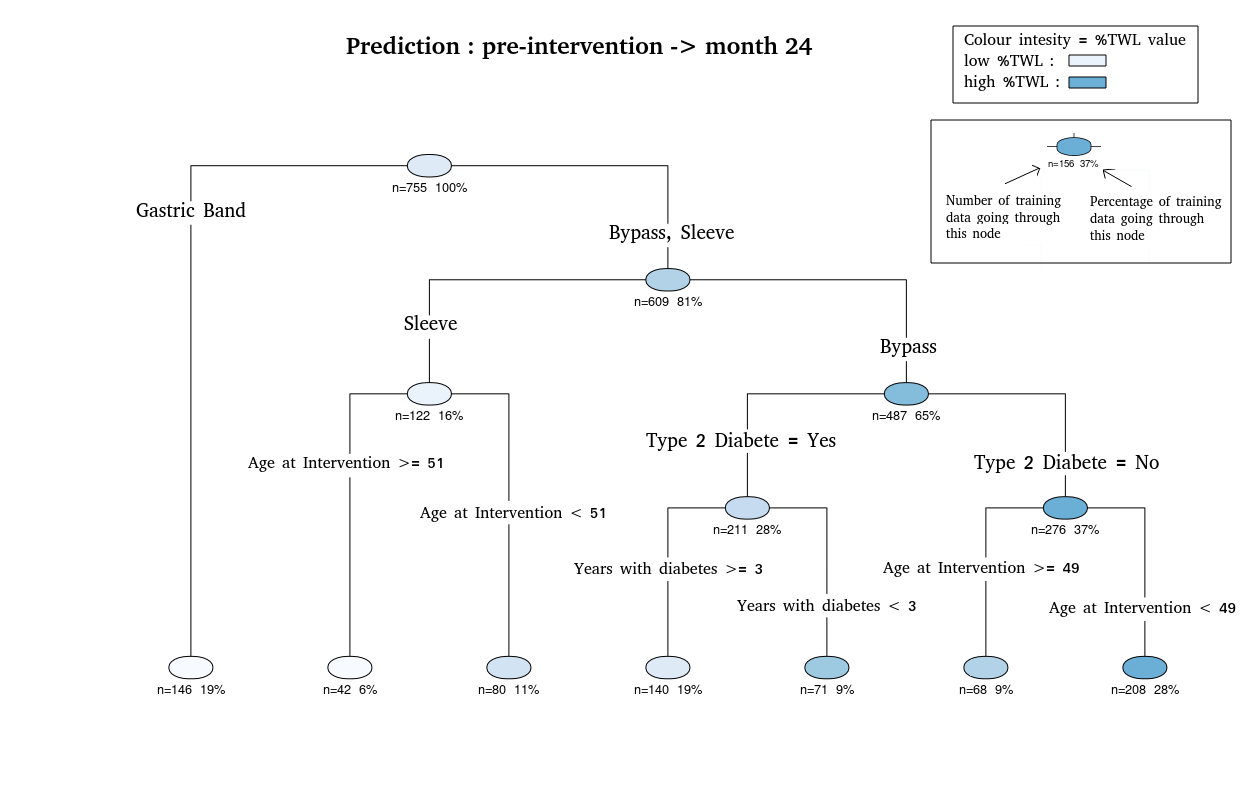 Prediction : pre-intervention -> month 24
Colour intesity = %TWL value
low %TWL :
high %TWL :
n=156 37%
Number of training
data going through
this node
Percentage of training
data going through
this node
n=755 100%
Gastric Band
Bypass, Sleeve
n=609 81%
Sleeve
Bypass
n=122 16%
n=487 65%
Type 2 Diabete = Yes
Type 2 Diabete = No
Age at Intervention >= 51
Age at Intervention < 51
n=211 28%
n=276 37%
Years with diabetes >= 3
Years with diabetes < 3
Age at Intervention >= 49
Age at Intervention < 49
n=146 19%
n=42 6%
n=80 11%
n=140 19%
n=71 9%
n=68 9%
n=208 28%